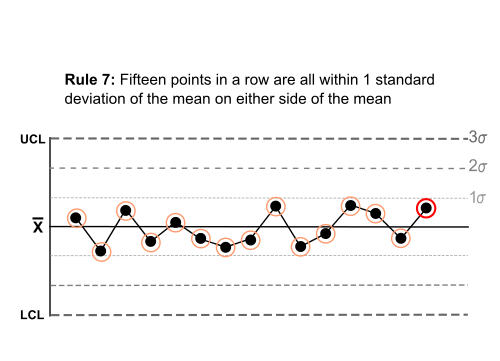 Rule 7: Fifteen points in a row are all within 1 standard
deviation of the mean on either side of the mean
UCL
3σ
2σ
1σ
X̅
LCL